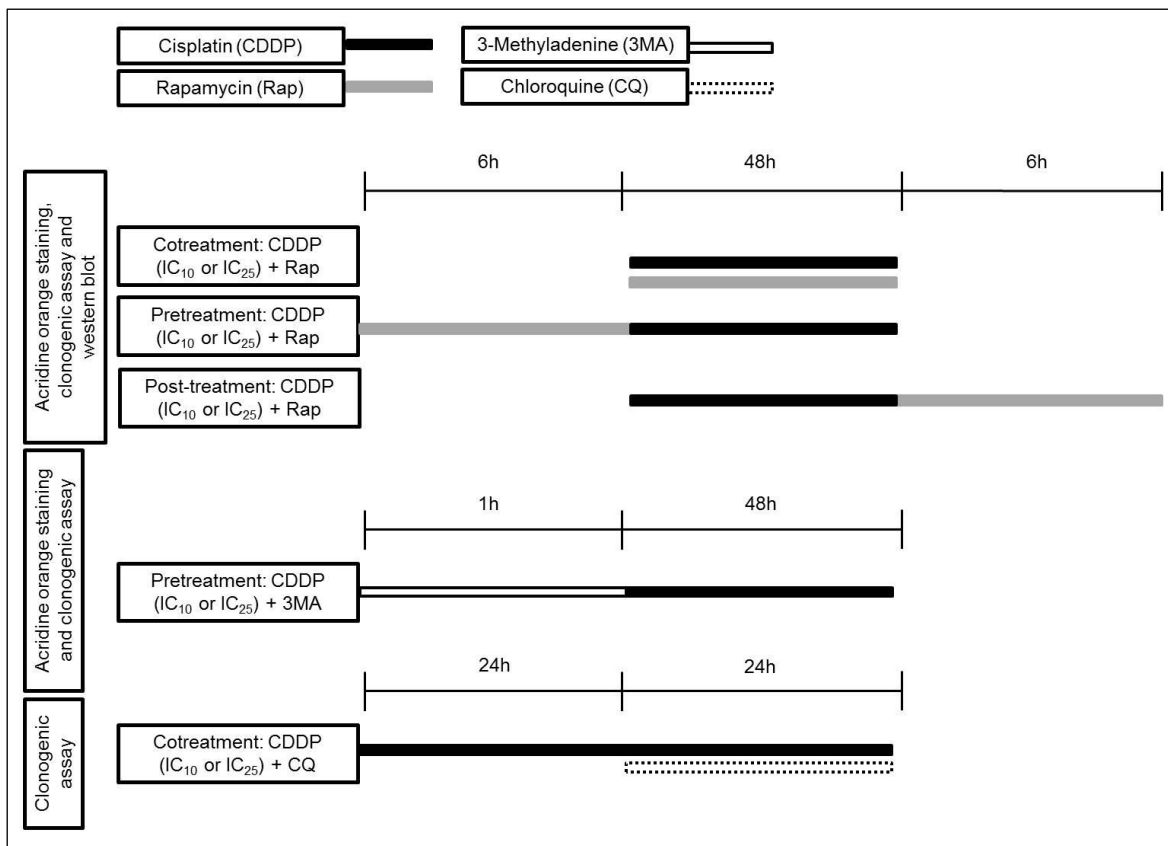 Cisplatin (CDDP)
3-Methyladenine (3MA)
Rapamycin (Rap)
Chloroquine (CQ)
6h
48h
6h
Acridine orange staining,
clonogenic assay and
western blot
Cotreatment: CDDP
(IC₁₀ or IC₂₅) + Rap
Pretreatment: CDDP
(IC₁₀ or IC₂₅) + Rap
Post-treatment: CDDP
(IC₁₀ or IC₂₅) + Rap
Acridine orange staining
and clonogenic assay
1h
48h
Pretreatment: CDDP
(IC₁₀ or IC₂₅) + 3MA
24h
24h
Clonogenic
assay
Cotreatment: CDDP
(IC₁₀ or IC₂₅) + CQ